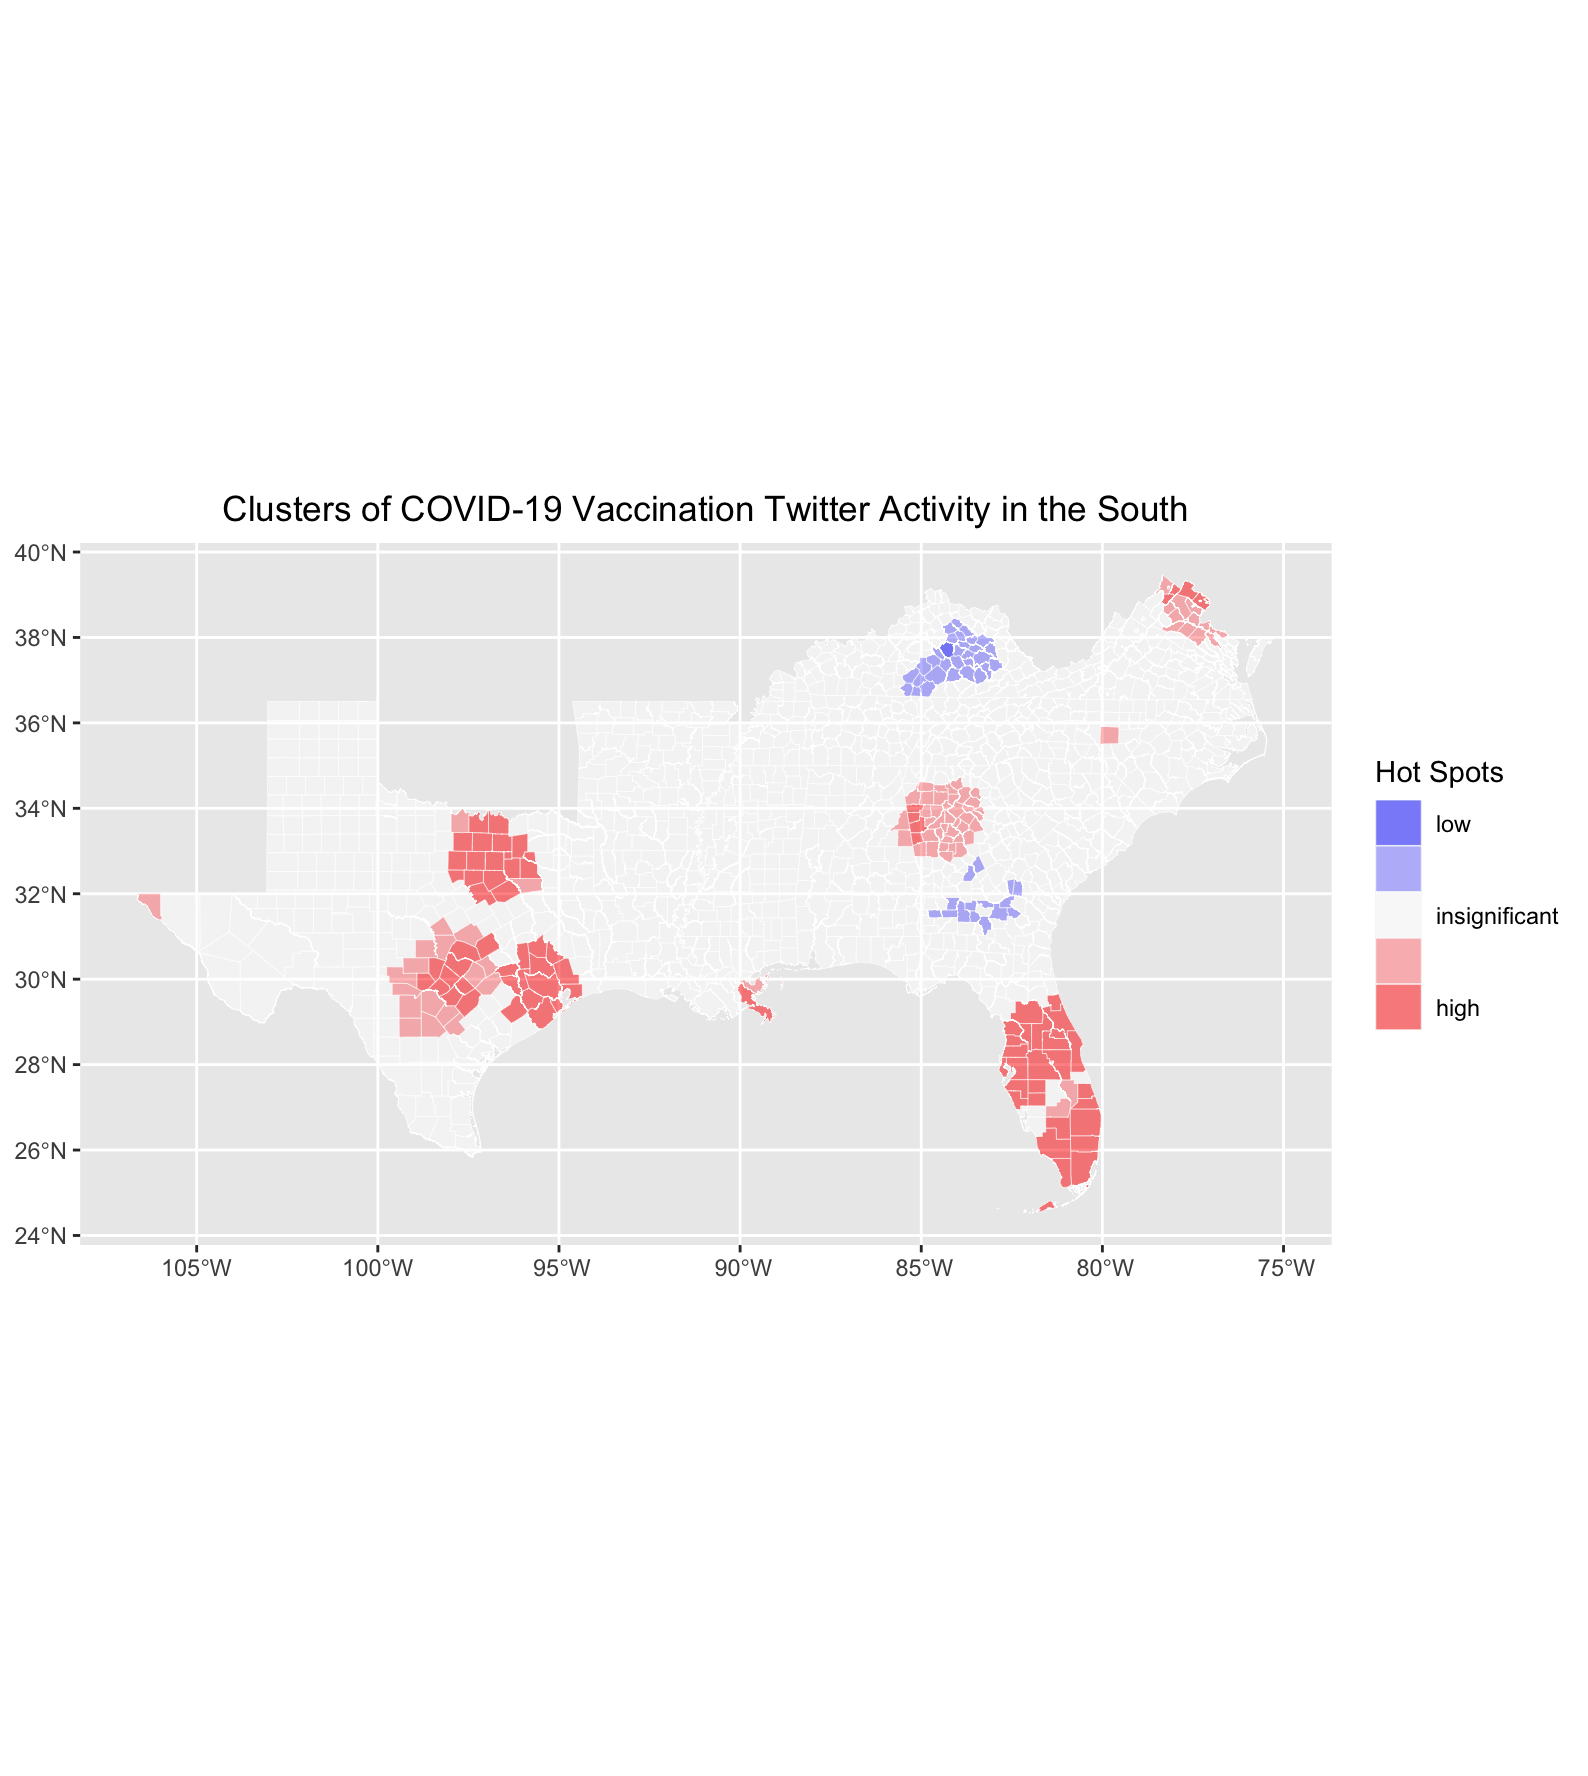 Clusters of COVID-19 Vaccination Twitter Activity in the South
40°N
38°N
36°N
34°N
32°N
30°N
28°N
26°N
24°N
105°W 100°W 95°W 90°W 85°W 80°W 75°W
Hot Spots
low
insignificant
high